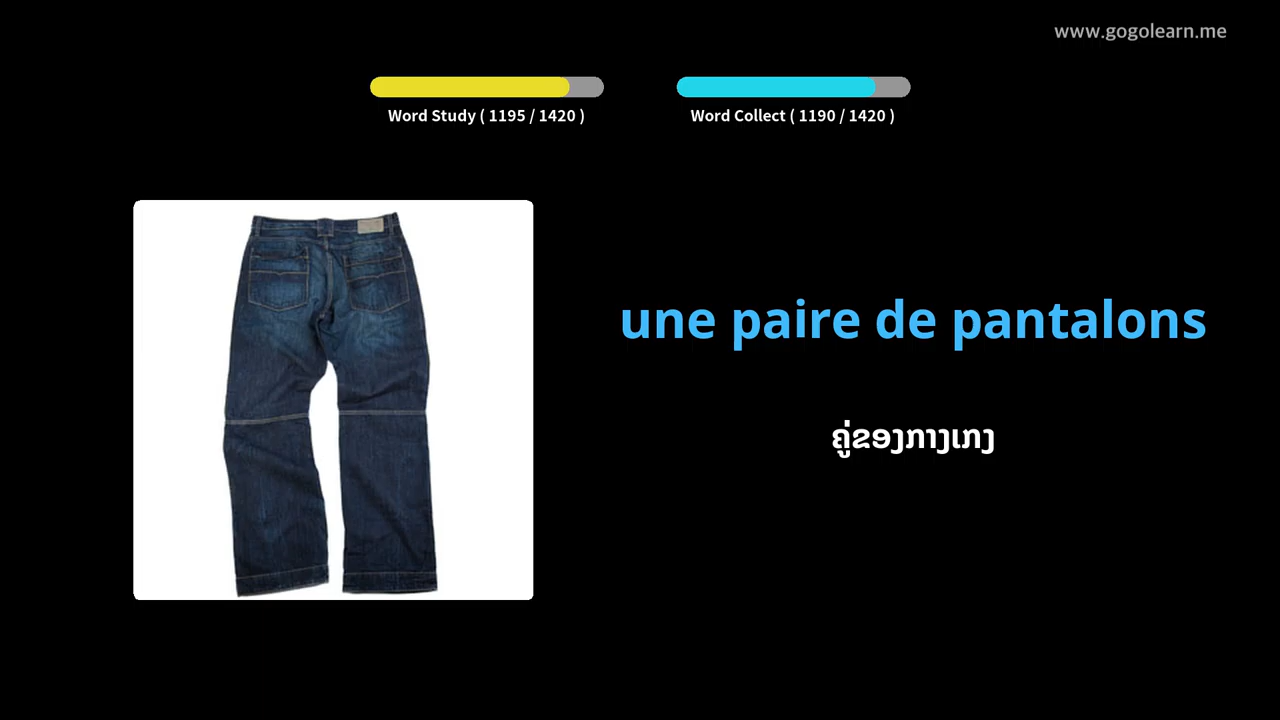 www.gogolearn.me
Word Study ( 1195 / 1420 )
Word Collect ( 1190 / 1420 )
une paire de pantalons
ຄູ່ຂອງກາງເກງ